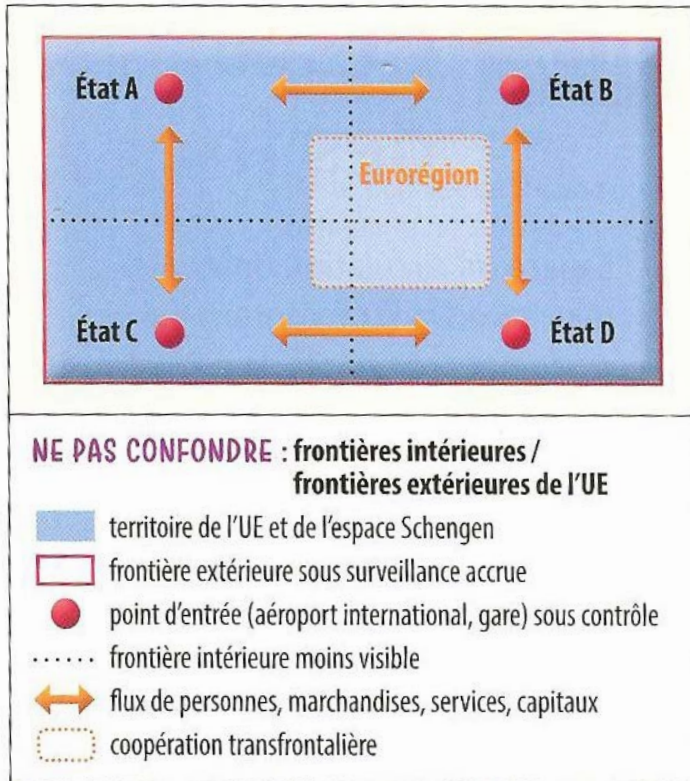 État A
État B
Eurorégion
État C
État D
NE PAS CONFONDRE : frontières intérieures /
frontières extérieures de l'UE
territoire de l'UE et de l'espace Schengen
frontière extérieure sous surveillance accrue
point d'entrée (aéroport international, gare) sous contrôle
frontière intérieure moins visible
flux de personnes, marchandises, services, capitaux
coopération transfrontalière